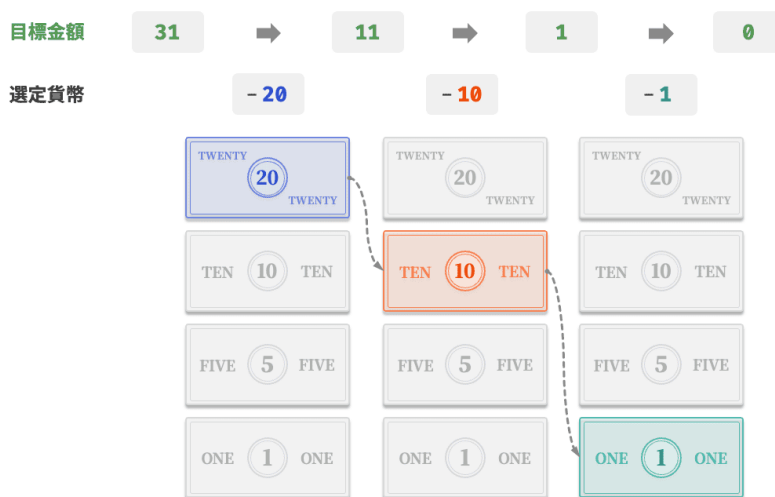 目標金額 31 11 1 0
選定貨幣 -20 -10 -1
TWENTY 20 TWENTY TWENTY 20 TWENTY TWENTY 20 TWENTY
TEN 10 TEN TEN 10 TEN TEN 10 TEN
FIVE 5 FIVE FIVE 5 FIVE FIVE 5 FIVE
ONE 1 ONE ONE 1 ONE ONE 1 ONE